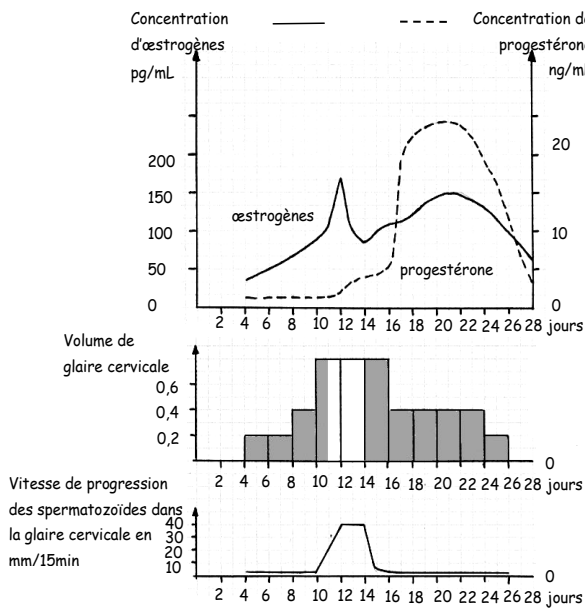 Concentration
d'œstrogènes
pg/mL
Concentration d
progestéron
ng/m
200
150
100
50
0
20
10
5
0
œstrogènes
progestérone
2 4 6 8 10 12 14 16 18 20 22 24 26 28 jours
Volume de
glaire cervicale
0,6
0,4
0,2
0
2 4 6 8 10 12 14 16 18 20 22 24 26 28 jours
Vitesse de progression
des spermatozoïdes dans
la glaire cervicale en
mm/15min
40
30
20
10
0
2 4 6 8 10 12 14 16 18 20 22 24 26 28 jours